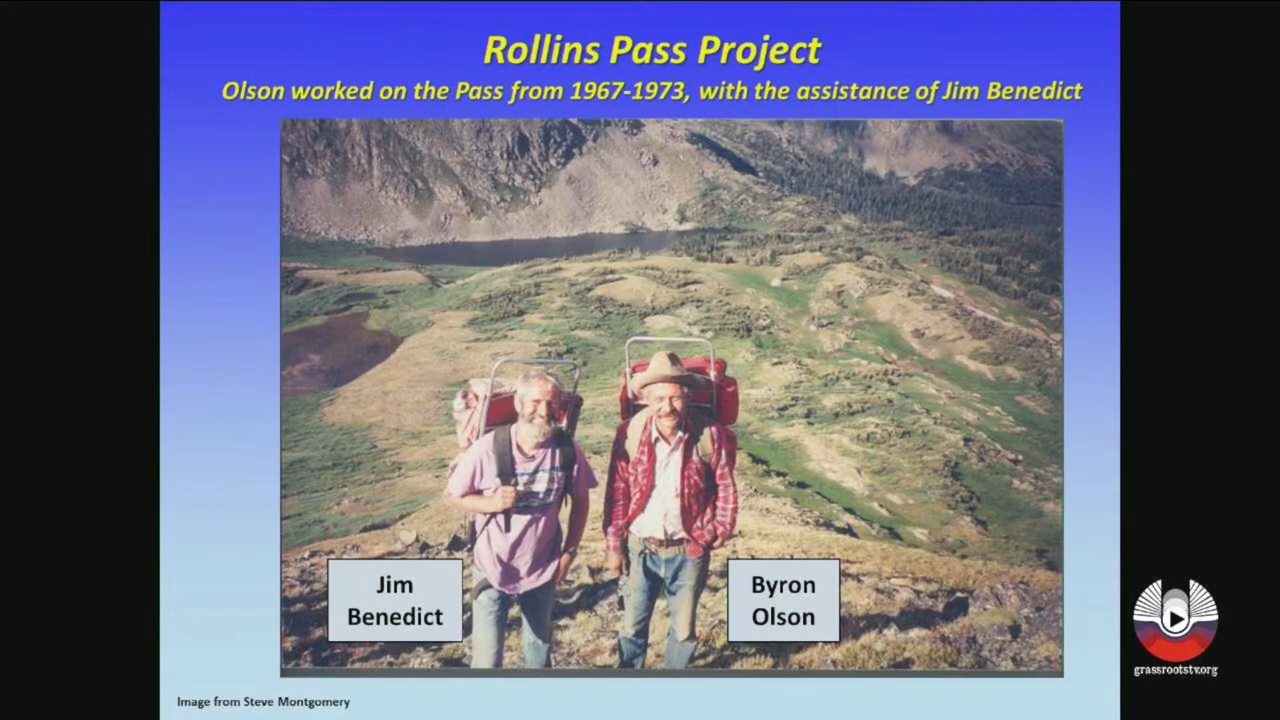 Rollins Pass Project
Olson worked on the Pass from 1967-1973, with the assistance of Jim Benedict
Jim
Benedict
Byron
Olson
Image from Steve Montgomery
grassrootstv.org